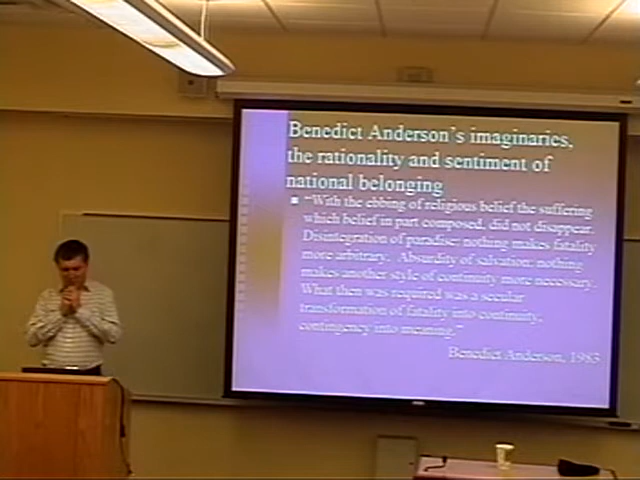 Benedict Anderson's imaginaries,
the rationality and sentiment of
national belonging
"With the ebbing of religious belief the suffering
which belief in part composed, did not disappear.
Disintegration of paradise: nothing makes fatality
more arbitrary. Absurdity of salvation: nothing
makes another style of continuity more necessary.
What then was required was a secular
transformation of fatality into continuity,
contingency into meaning."
Benedict Anderson, 1983